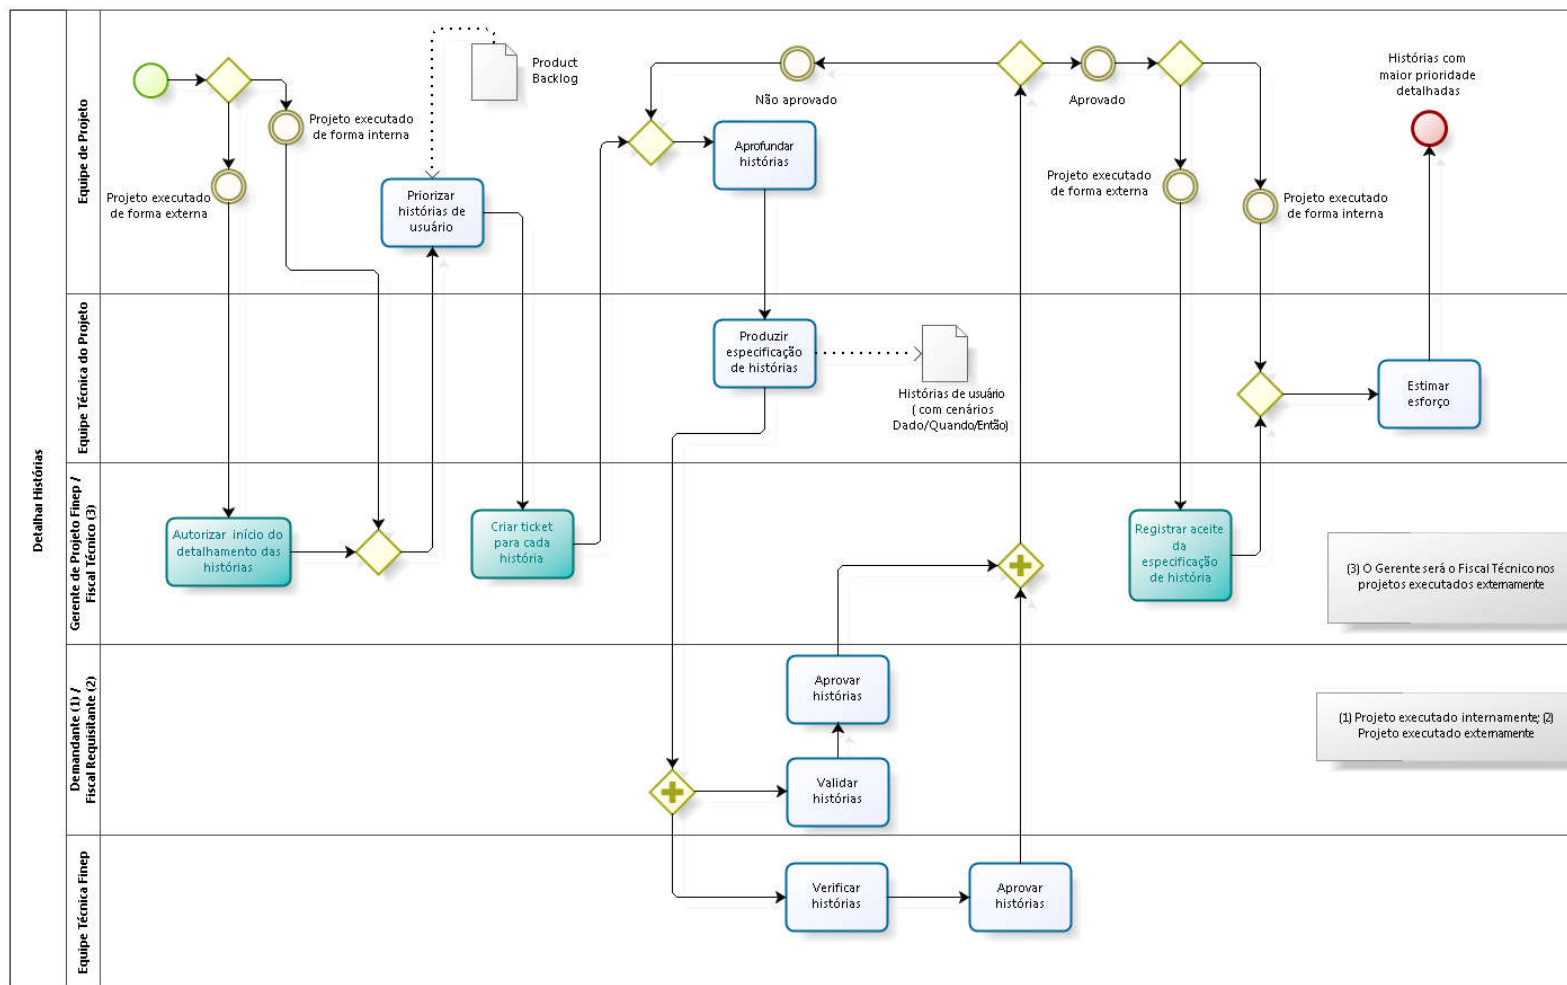 Detalhar Histórias
Equipe de Projeto
Projeto executado
de forma interna
Projeto executado
de forma externa
Priorizar
histórias de
usuário
Product
Backlog
Não aprovado
Aprofundar
histórias
Aprovado
Projeto executado
de forma externa
Projeto executado
de forma interna
Histórias com
maior prioridade
detalhadas
Equipe Técnica do Projeto
Produzir
especificação
de histórias
Histórias de usuário
( com cenários
Dado/Quando/Então)
Estimar
esforço
Gerente de Projeto Finep /
Fiscal Técnico (3)
Autorizar início do
detalhamento das
histórias
Criar ticket
para cada
história
Registrar aceite
da
especificação
de história
(3) O Gerente será o Fiscal Técnico nos
projetos executados externamente
Demandante (1) /
Fiscal Requisitante (2)
Aprovar
histórias
Validar
histórias
(1) Projeto executado internamente; (2)
Projeto executado externamente
Equipe Técnica Finep
Verificar
histórias
Aprovar
histórias